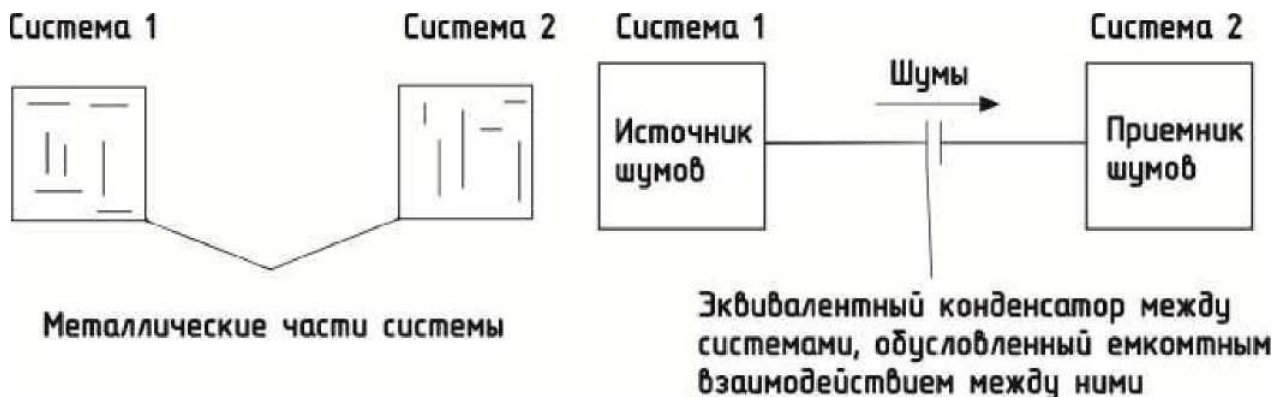 Система 1
Система 2
Металлические части системы
Система 1
Система 2
Шумы
Источник
шумов
Приемник
шумов
Эквивалентный конденсатор между
системами, обусловленный емкомтным
взаимодействием между ними